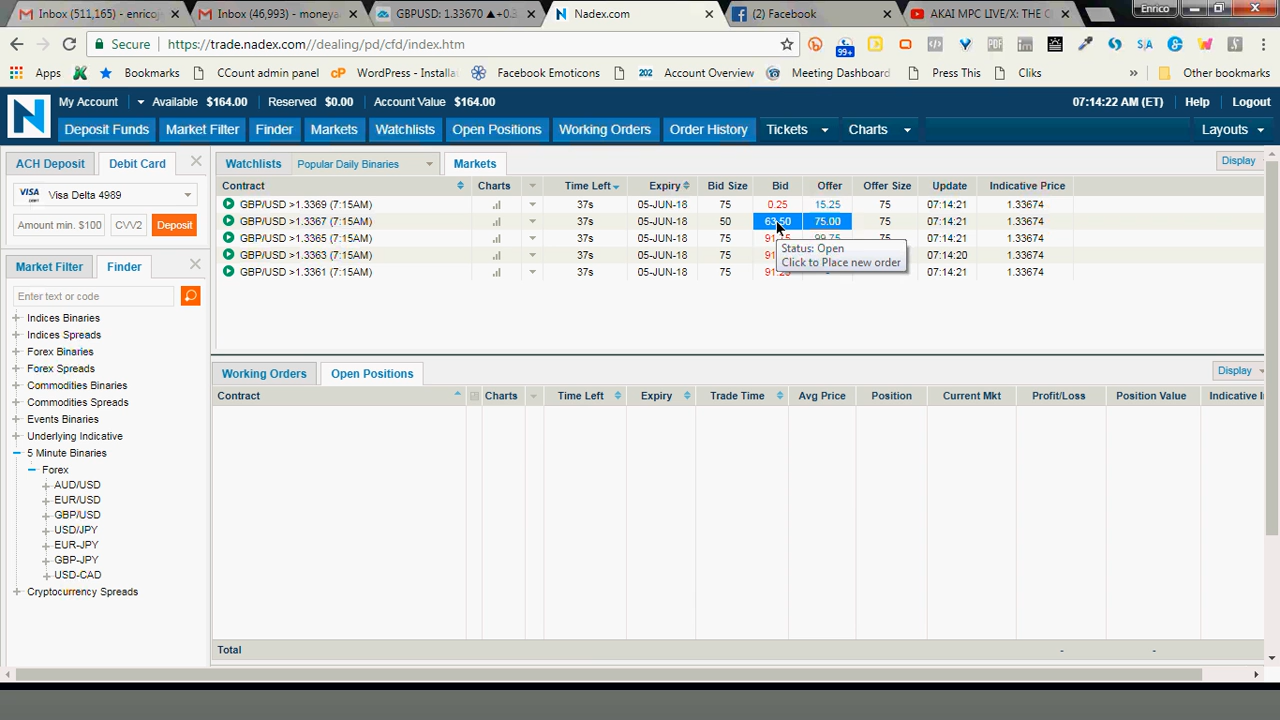 Inbox (511,165) - enricojn
Inbox (46,993) - moneya
GBPUSD: 1.33670 ▲+0.3
Nadex.com
(2) Facebook
AKAI MPC LIVE/X: THE C
Enrico
Secure
https://trade.nadex.com//dealing/pd/cfd/index.htm
99+
Apps
Bookmarks
CCount admin panel
WordPress - Installa
Facebook Emoticons
202 Account Overview
Meeting Dashboard
Press This
Cliks
»
Other bookmarks
My Account
Available $164.00
Reserved $0.00
Account Value $164.00
07:14:22 AM (ET)
Help
Logout
Deposit Funds
Market Filter
Finder
Markets
Watchlists
Open Positions
Working Orders
Order History
Tickets
Charts
Layouts
ACH Deposit
Debit Card
VISA Visa Delta 4989
Amount min. $100
CVV2
Deposit
Market Filter
Finder
Enter text or code
Indices Binaries
Indices Spreads
Forex Binaries
Forex Spreads
Commodities Binaries
Commodities Spreads
Events Binaries
Underlying Indicative
5 Minute Binaries
Forex
AUD/USD
EUR/USD
GBP/USD
USD/JPY
EUR-JPY
GBP-JPY
USD-CAD
Cryptocurrency Spreads
Watchlists
Popular Daily Binaries
Markets
Display
Contract Charts Time Left Expiry Bid Size Bid Offer Offer Size Update Indicative Price
GBP/USD >1.3369 (7:15AM) 37s 05-JUN-18 75 0.25 15.25 75 07:14:21 1.33674
GBP/USD >1.3367 (7:15AM) 37s 05-JUN-18 50 63.50 75.00 75 07:14:21 1.33674
GBP/USD >1.3365 (7:15AM) 37s 05-JUN-18 75 99.75 75 07:14:21 1.33674
GBP/USD >1.3363 (7:15AM) 37s 05-JUN-18 75 07:14:20 1.33674
GBP/USD >1.3361 (7:15AM) 37s 05-JUN-18 75 91.25 - 75 07:14:21 1.33674
Status: Open
Click to Place new order
Working Orders
Open Positions
Display
Contract Charts Time Left Expiry Trade Time Avg Price Position Current Mkt Profit/Loss Position Value Indicative
Total - -